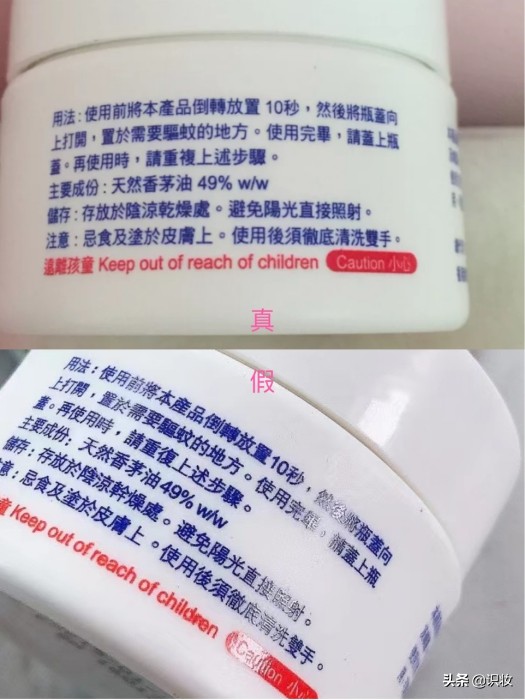 用法：使用前將本產品倒轉放置 10秒，然後將瓶蓋向
上打開，置於需要驅蚊的地方。使用完畢，請蓋上瓶
蓋。再使用時，請重複上述步驟。
主要成份：天然香茅油 49% w/w
儲存：存放於陰涼乾燥處。避免陽光直接照射。
注意：忌食及塗於皮膚上。使用後須徹底清洗雙手。
遠離孩童 Keep out of reach of children Caution 小心
真
假
用法：使用前將本產品倒轉放置10秒，然後將瓶蓋向
上打開，置於需要驅蚊的地方。使用完畢，請蓋上瓶
蓋。再使用時，請重復上述步驟。
主要成份：天然香茅油49% w/w
儲存：存放於陰涼幹燥處。避免陽光直接照射。
意：忌食及塗於皮膚上。使用後須徹底清洗雙手。
童 Keep out of reach of children Caution 小心
头条 @识妆